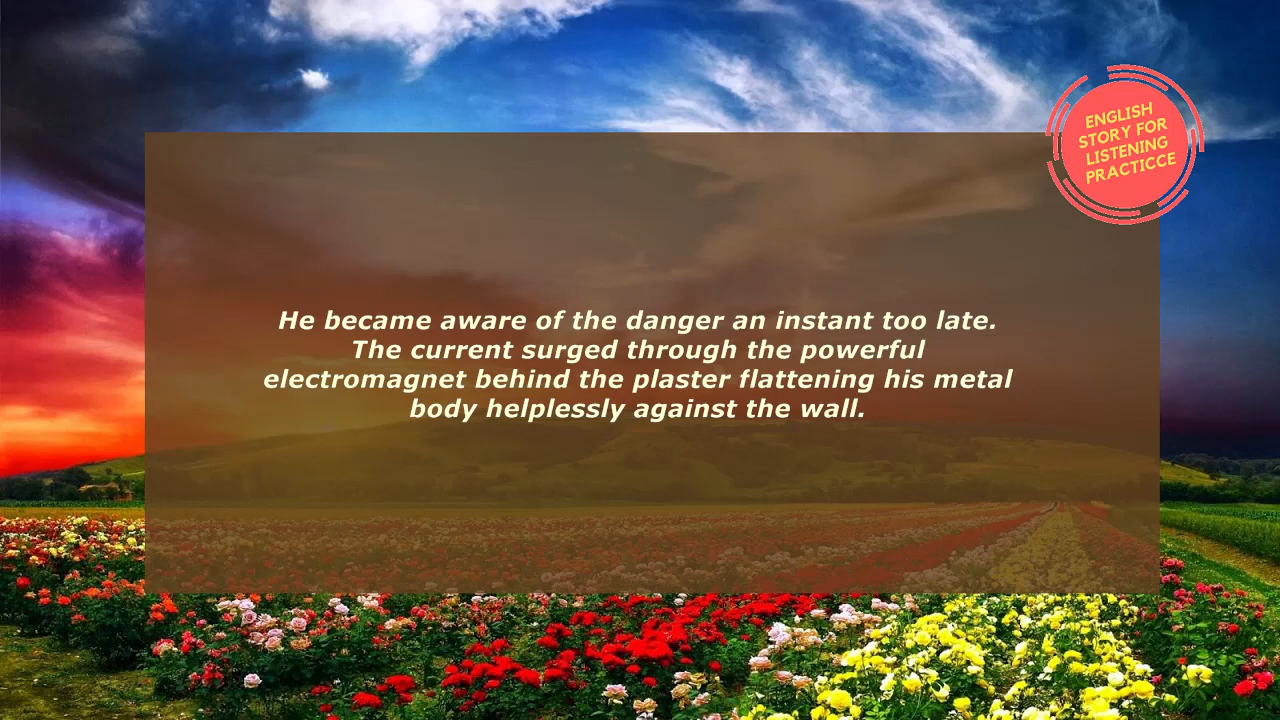 ENGLISH
STORY FOR
LISTENING
PRACTICCE
He became aware of the danger an instant too late.
The current surged through the powerful
electromagnet behind the plaster flattening his metal
body helplessly against the wall.